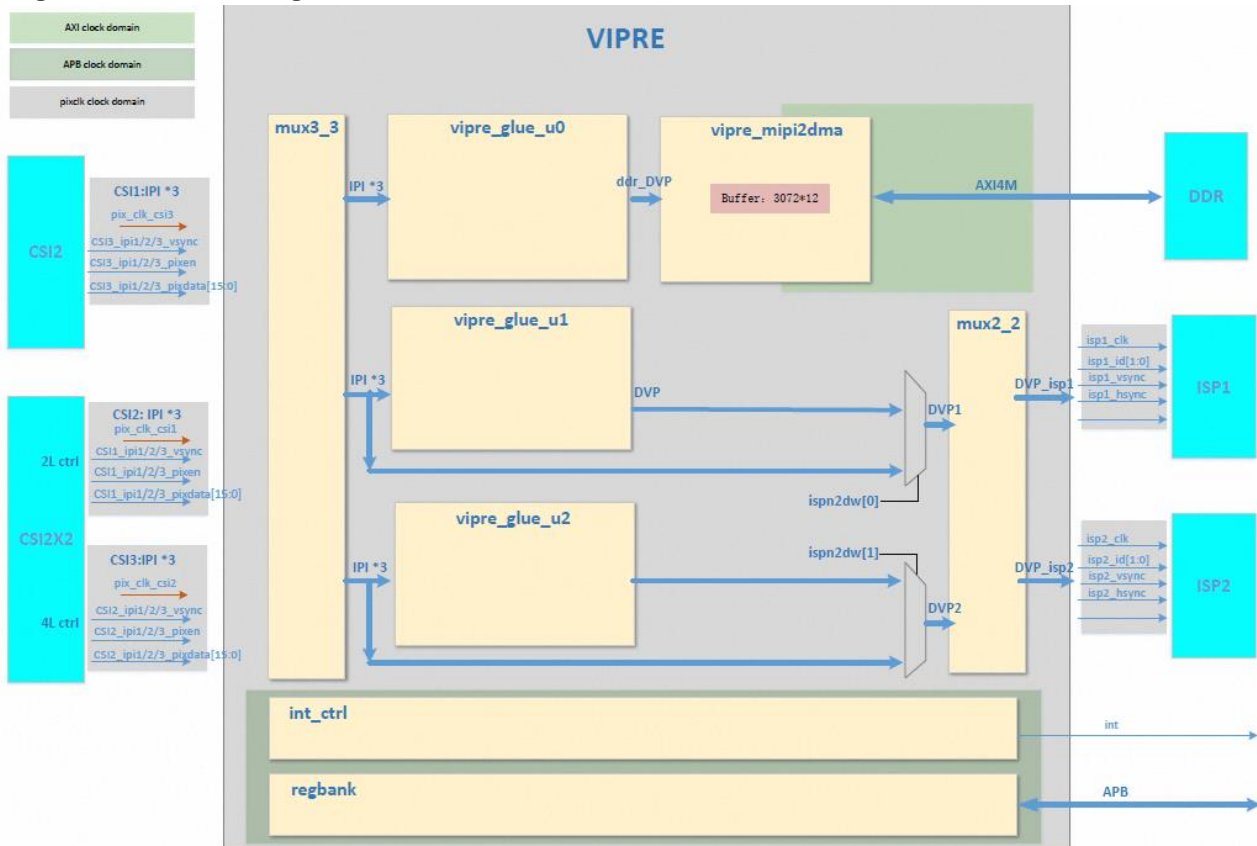 AXI clock domain
APB clock domain
pixclk clock domain
VIPRE
mux3_3
vipre_glue_u0
vipre_mipi2dma
IPI *3
ddr_DVP
Buffer: 3072*12
AXI4M
DDR
CSI2
CSI1:IPI *3
pix_clk_csi3
CSI3_ipi1/2/3_vsync
CSI3_ipi1/2/3_pixen
CSI3_ipi1/2/3_pixdata[15:0]
vipre_glue_u1
IPI *3
DVP
mux2_2
DVP1
ispn2dw[0]
DVP_isp1
isp1_clk
isp1_id[1:0]
isp1_vsync
isp1_hsync
ISP1
CSI2X2
2L ctrl
CSI2: IPI *3
pix_clk_csi1
CSI1_ipi1/2/3_vsync
CSI1_ipi1/2/3_pixen
CSI1_ipi1/2/3_pixdata[15:0]
4L ctrl
CSI3:IPI *3
pix_clk_csi2
CSI2_ipi1/2/3_vsync
CSI2_ipi1/2/3_pixen
CSI2_ipi1/2/3_pixdata[15:0]
vipre_glue_u2
IPI *3
ispn2dw[1]
DVP2
DVP_isp2
isp2_clk
isp2_id[1:0]
isp2_vsync
isp2_hsync
ISP2
int_ctrl
int
regbank
APB